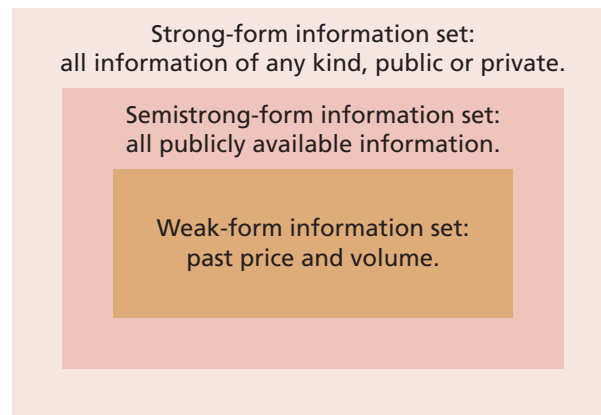 Strong-form information set:
all information of any kind, public or private.
Semistrong-form information set:
all publicly available information.
Weak-form information set:
past price and volume.